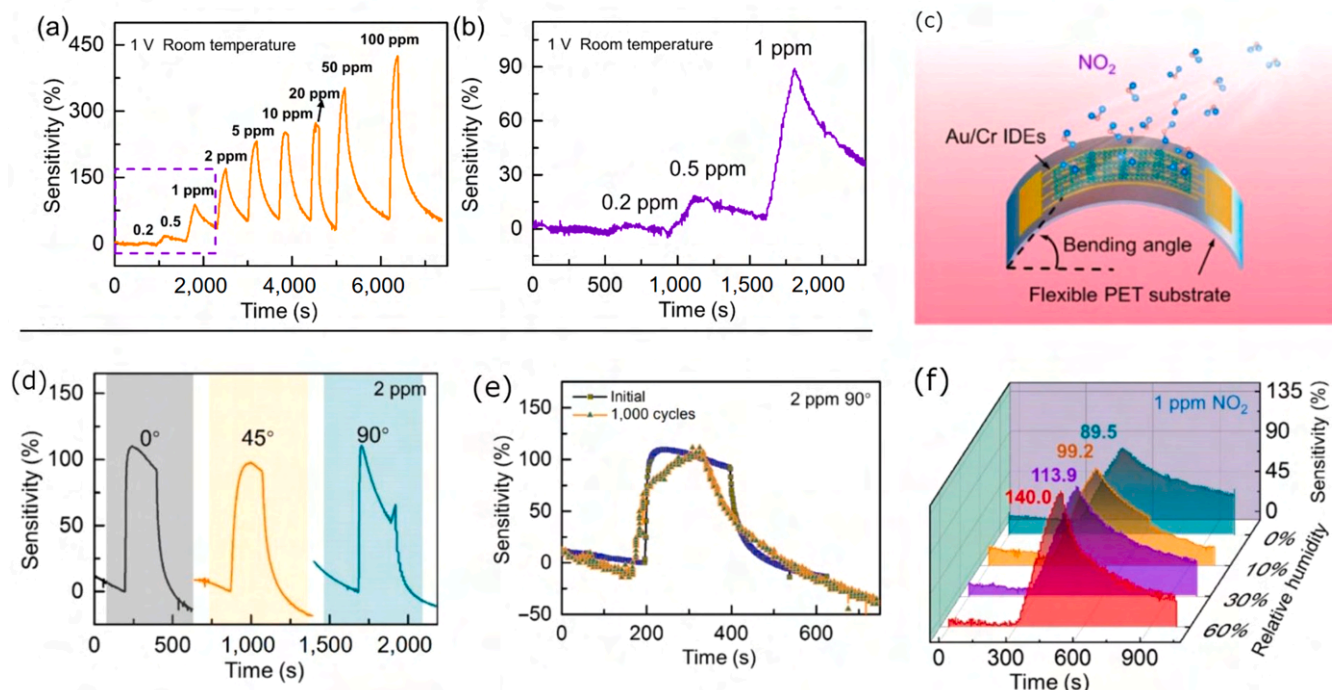 (a)
1 V Room temperature
450
300
150
0
Sensitivity (%)
0.2
0.5
1 ppm
2 ppm
5 ppm
10 ppm
20 ppm
50 ppm
100 ppm
0 2,000 4,000 6,000
Time (s)
(b)
1 V Room temperature
90
60
30
0
Sensitivity (%)
0.2 ppm
0.5 ppm
1 ppm
0 500 1,000 1,500 2,000
Time (s)
(c)
NO₂
Au/Cr IDEs
Bending angle
Flexible PET substrate
(d)
2 ppm
150
100
50
0
Sensitivity (%)
0°
45°
90°
0 500 1,000 1,500 2,000
Time (s)
(e)
Initial
1,000 cycles
2 ppm 90°
150
100
50
0
−50
Sensitivity (%)
0 200 400 600
Time (s)
(f)
1 ppm NO₂
135
90
45
0
Sensitivity (%)
89.5
99.2
113.9
140.0
0%
10%
30%
60%
Relative humidity
0 300 600 900
Time (s)